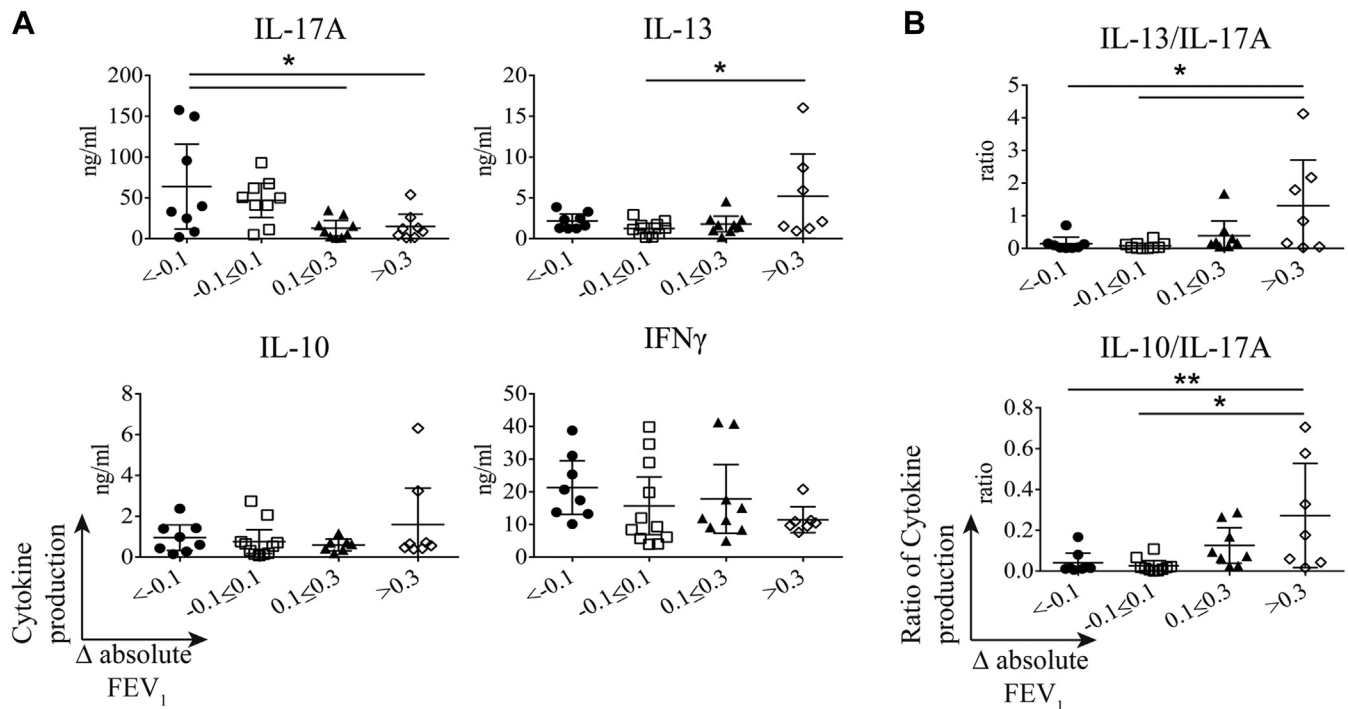 A
IL-17A
*
200
150
100
50
0
ng/ml
<-0.1
-0.1≤0.1
0.1≤0.3
>0.3
IL-13
*
20
15
10
5
0
ng/ml
<-0.1
-0.1≤0.1
0.1≤0.3
>0.3
IL-10
8
6
4
2
0
ng/ml
<-0.1
-0.1≤0.1
0.1≤0.3
>0.3
IFNγ
50
40
30
20
10
0
ng/ml
<-0.1
-0.1≤0.1
0.1≤0.3
>0.3
Cytokine
production
Δ absolute
FEV₁
B
IL-13/IL-17A
*
5
4
3
2
1
0
ratio
<-0.1
-0.1≤0.1
0.1≤0.3
>0.3
IL-10/IL-17A
**
*
0.8
0.6
0.4
0.2
0.0
ratio
<-0.1
-0.1≤0.1
0.1≤0.3
>0.3
Ratio of Cytokine
production
Δ absolute
FEV₁